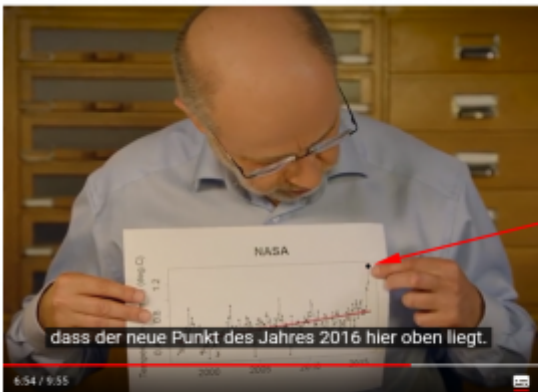 NASA
(deg C)
1.2
dass der neue Punkt des Jahres 2016 hier oben liegt.
2000
2005
2010
6:54 / 9:55